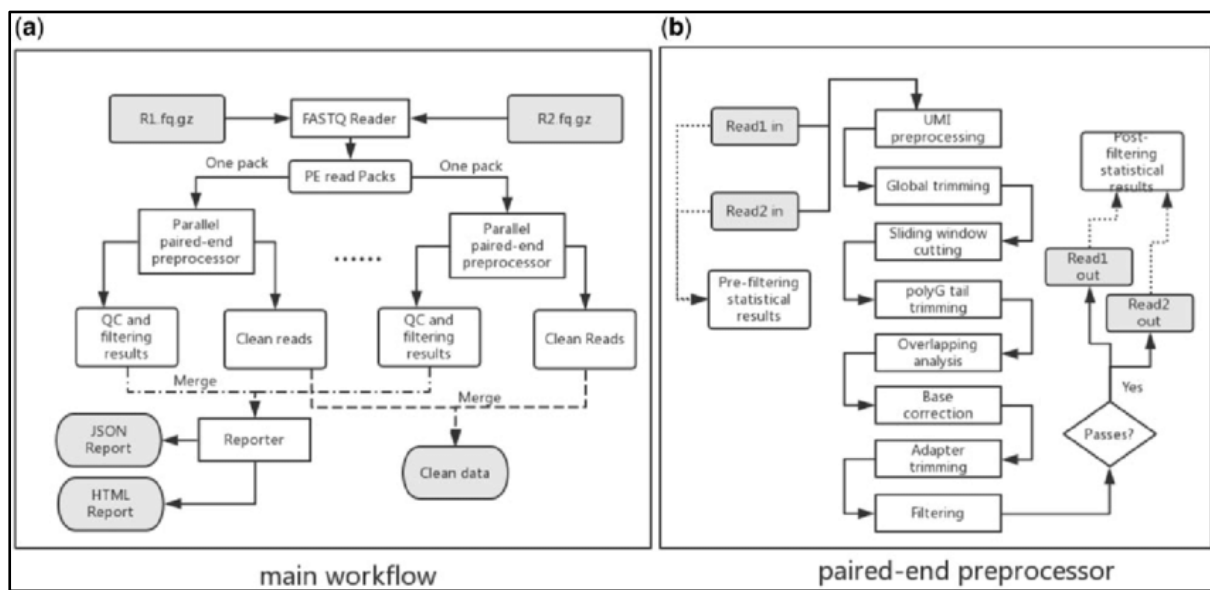 (a)
R1.fq.gz
FASTQ Reader
R2.fq.gz
One pack
PE read Packs
One pack
Parallel
paired-end
preprocessor
......
Parallel
paired-end
preprocessor
QC and
filtering
results
Clean reads
QC and
filtering
results
Clean Reads
Merge
Merge
JSON
Report
Reporter
Clean data
HTML
Report
main workflow
(b)
Read1 in
UMI
preprocessing
Global trimming
Read2 in
Sliding window
cutting
Pre-filtering
statistical
results
polyG tail
trimming
Overlapping
analysis
Base
correction
Adapter
trimming
Filtering
Post-
filtering
statistical
results
Read1
out
Read2
out
Yes
Passes?
paired-end preprocessor